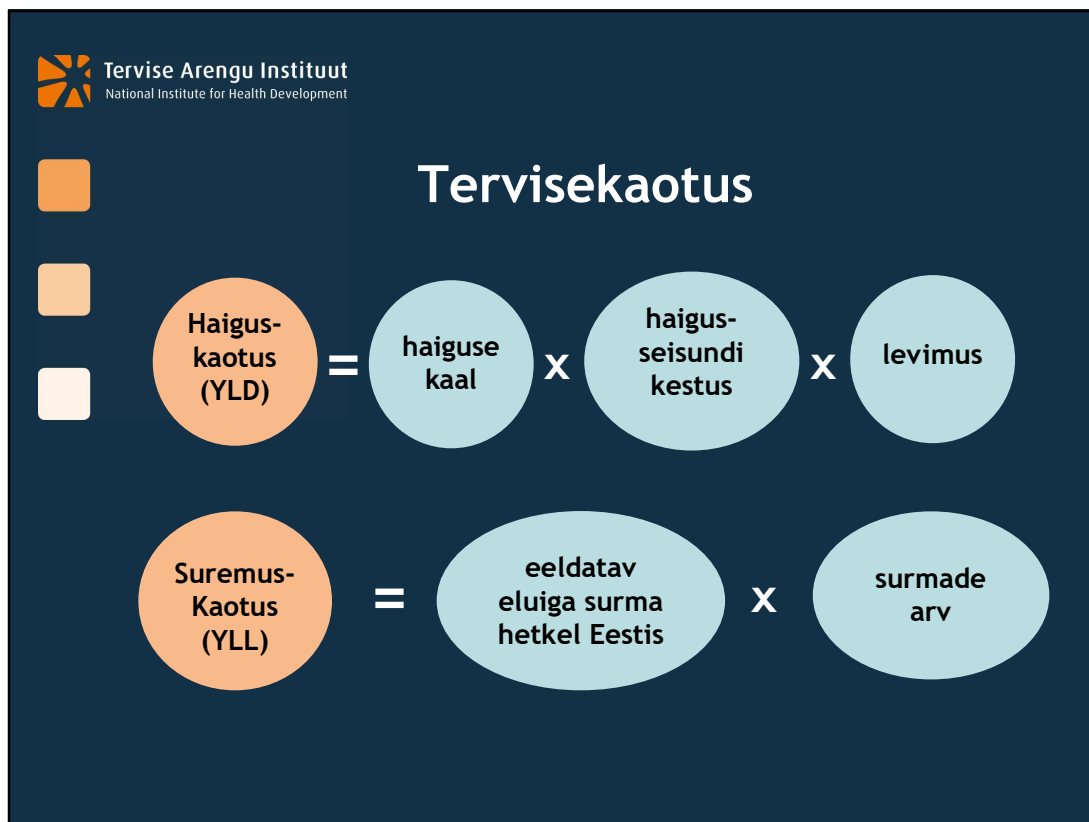 Tervise Arengu Instituut
National Institute for Health Development
Tervisekaotus
Haigus-
kaotus
(YLD)
=
haiguse
kaal
x
haigus-
seisundi
kestus
x
levimus
Suremus-
Kaotus
(YLL)
=
eeldatav
eluiga surma
hetkel Eestis
x
surmade
arv